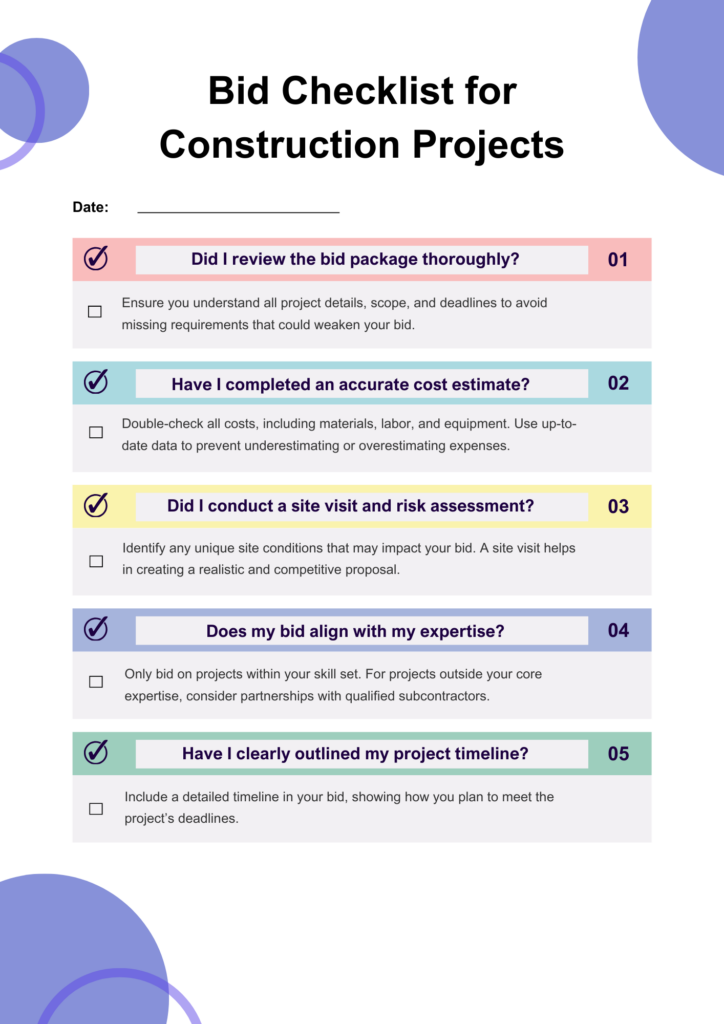 Bid Checklist for
Construction Projects
Date:
Did I review the bid package thoroughly?
01
Ensure you understand all project details, scope, and deadlines to avoid
missing requirements that could weaken your bid.
Have I completed an accurate cost estimate?
02
Double-check all costs, including materials, labor, and equipment. Use up-to-
date data to prevent underestimating or overestimating expenses.
Did I conduct a site visit and risk assessment?
03
Identify any unique site conditions that may impact your bid. A site visit helps
in creating a realistic and competitive proposal.
Does my bid align with my expertise?
04
Only bid on projects within your skill set. For projects outside your core
expertise, consider partnerships with qualified subcontractors.
Have I clearly outlined my project timeline?
05
Include a detailed timeline in your bid, showing how you plan to meet the
project’s deadlines.